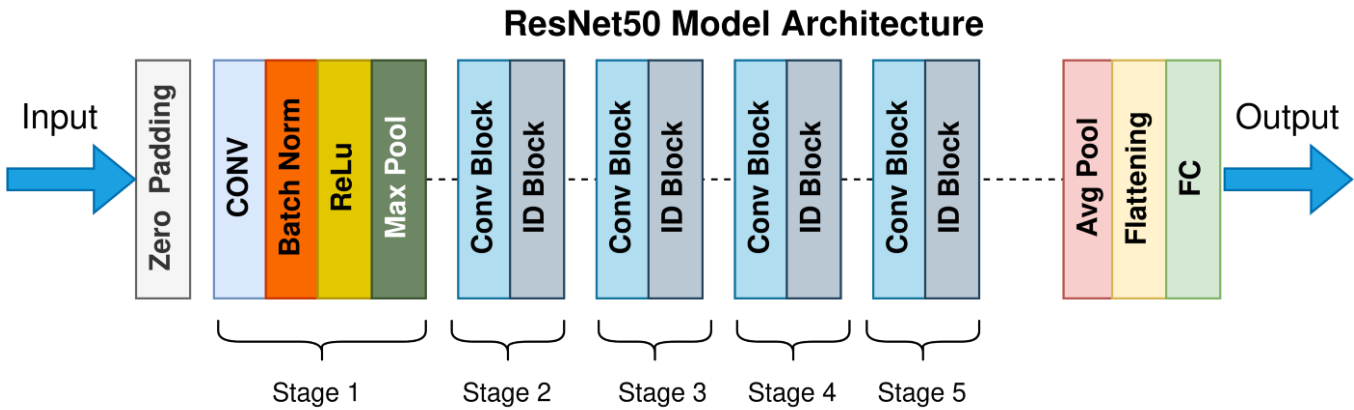 ResNet50 Model Architecture
Input
Zero Padding
CONV
Batch Norm
ReLu
Max Pool
Conv Block
ID Block
Conv Block
ID Block
Conv Block
ID Block
Conv Block
ID Block
Avg Pool
Flattening
FC
Output
Stage 1
Stage 2
Stage 3
Stage 4
Stage 5